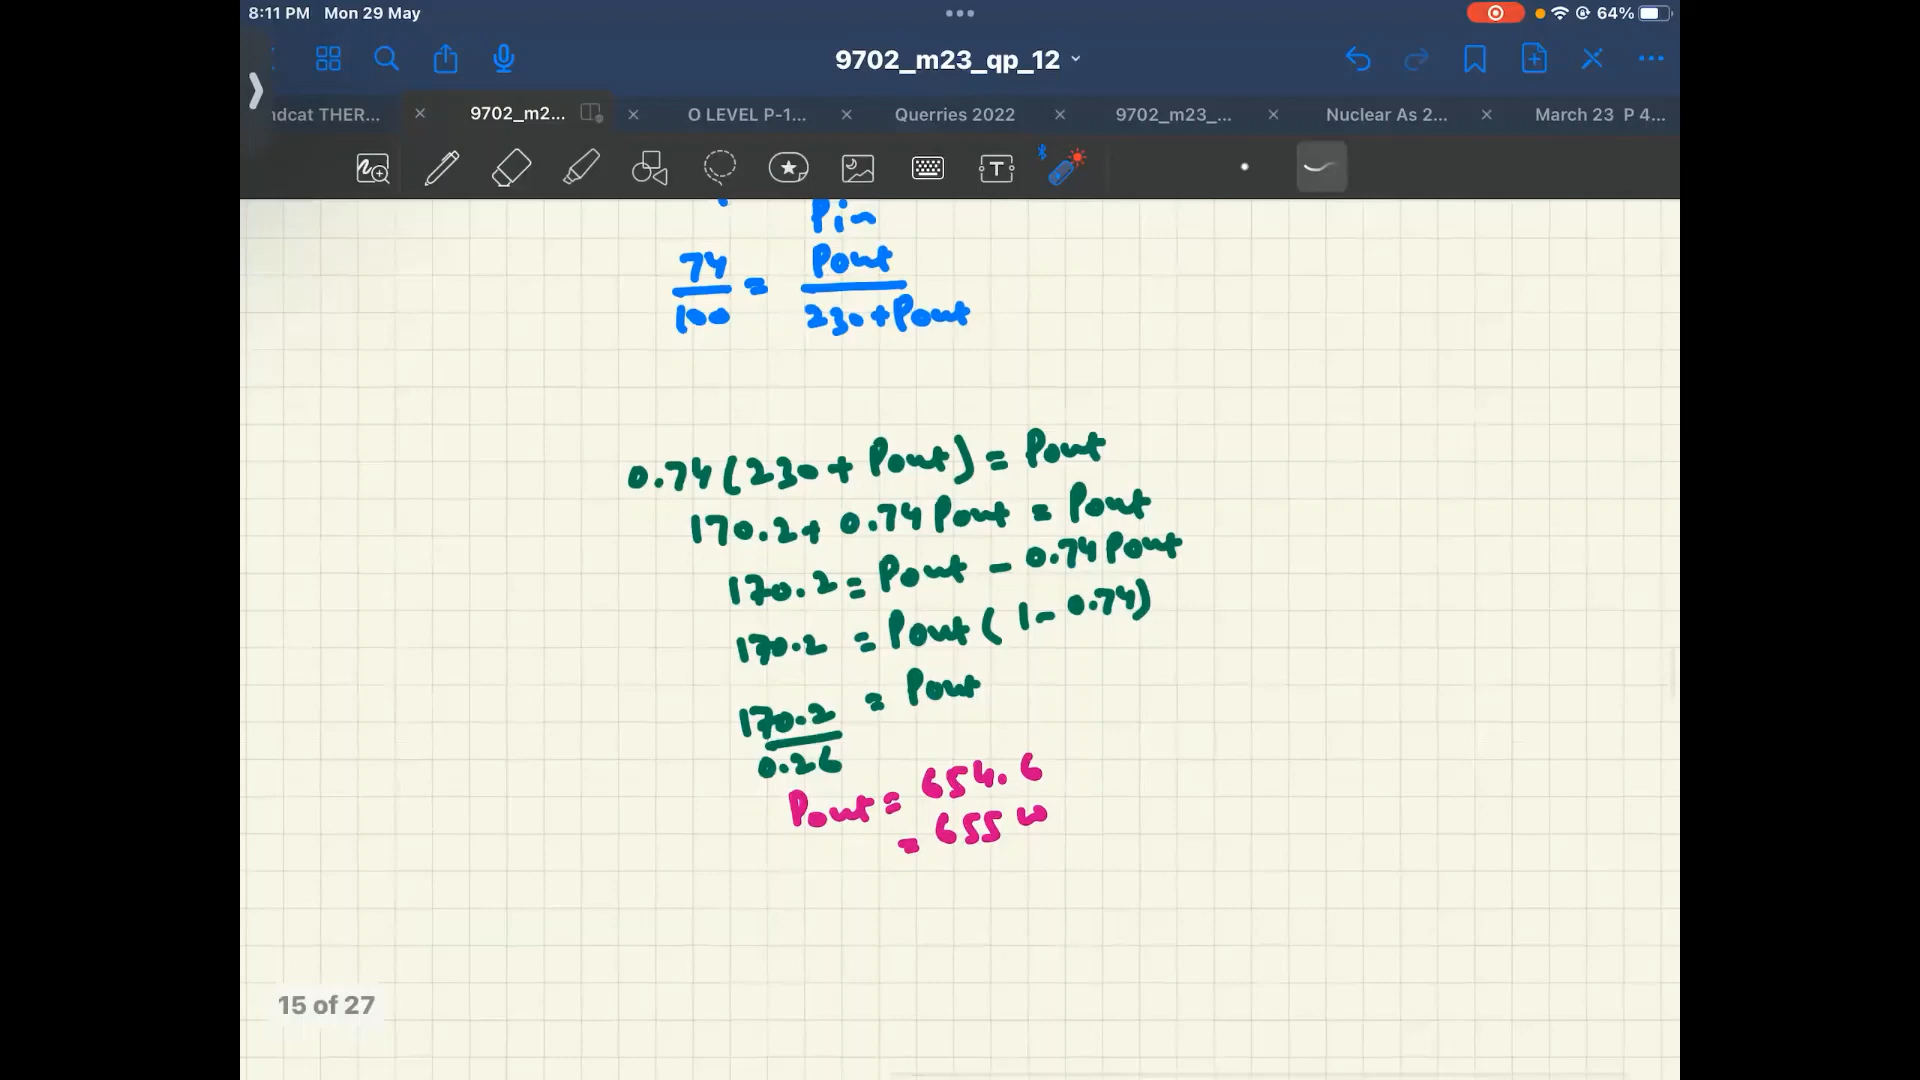 8:11 PM Mon 29 May
64%
9702_m23_qp_12
ndcat THER...
9702_m2...
O LEVEL P-1...
Querries 2022
9702_m23_...
Nuclear As 2...
March 23 P 4...
Pin
74/100 = Pout/230+Pout
0.74(230+Pout) = Pout
170.2+ 0.74 Pout = Pout
170.2 = Pout - 0.74 Pout
170.2 = Pout (1-0.74)
170.2/0.26 = Pout
Pout = 654.6
= 655 W
15 of 27